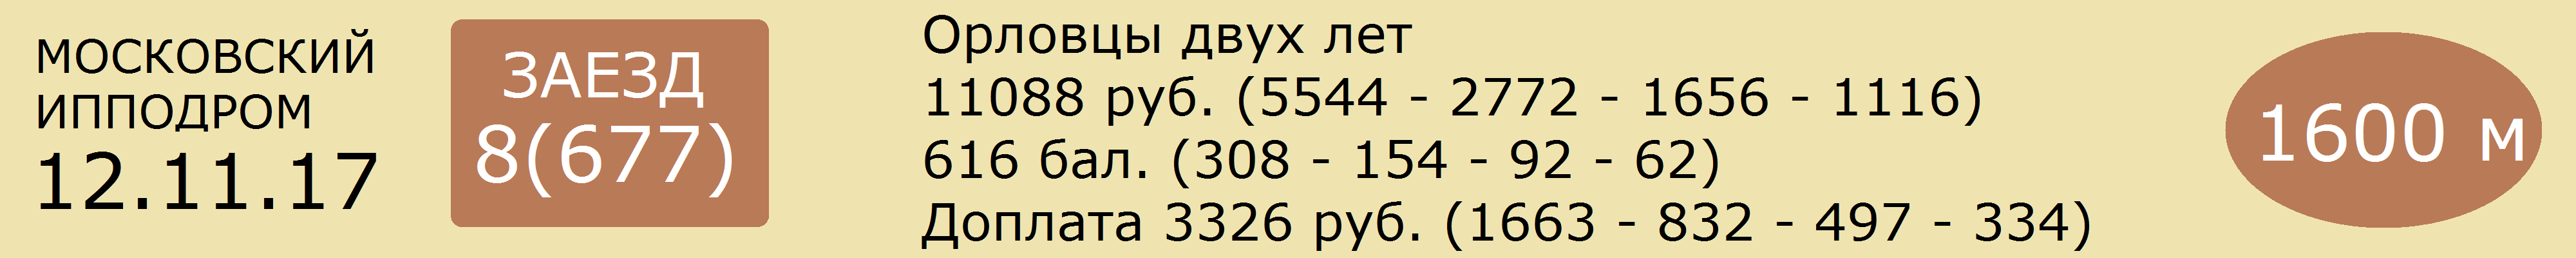 МОСКОВСКИЙ
ИППОДРОМ
12.11.17
ЗАЕЗД
8(677)
Орловцы двух лет
11088 руб. (5544 - 2772 - 1656 - 1116)
616 бал. (308 - 154 - 92 - 62)
Доплата 3326 руб. (1663 - 832 - 497 - 334)
1600 м